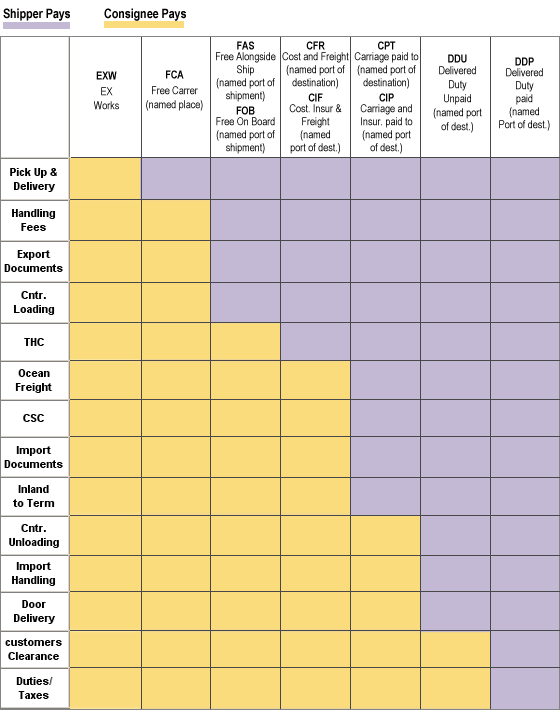 Shipper Pays
Consignee Pays
EXW
EX
Works
FCA
Free Carrer
(named place)
FAS
Free Alongside
Ship
(named port of
shipment)
FOB
Free On Board
(named port of
shipment)
CFR
Cost and Freight
(named port of
destination)
CIF
Cost. Insur &
Freight
(named
port of dest.)
CPT
Carriage paid to
(named port of
destination)
CIP
Carriage and
Insur. paid to
(named port
of dest.)
DDU
Delivered
Duty
Unpaid
(named port
of dest.)
DDP
Delivered
Duty
paid
(named
Port of dest.)
Pick Up &
Delivery
Handling
Fees
Export
Documents
Cntr.
Loading
THC
Ocean
Freight
CSC
Import
Documents
Inland
to Term
Cntr.
Unloading
Import
Handling
Door
Delivery
customers
Clearance
Duties/
Taxes